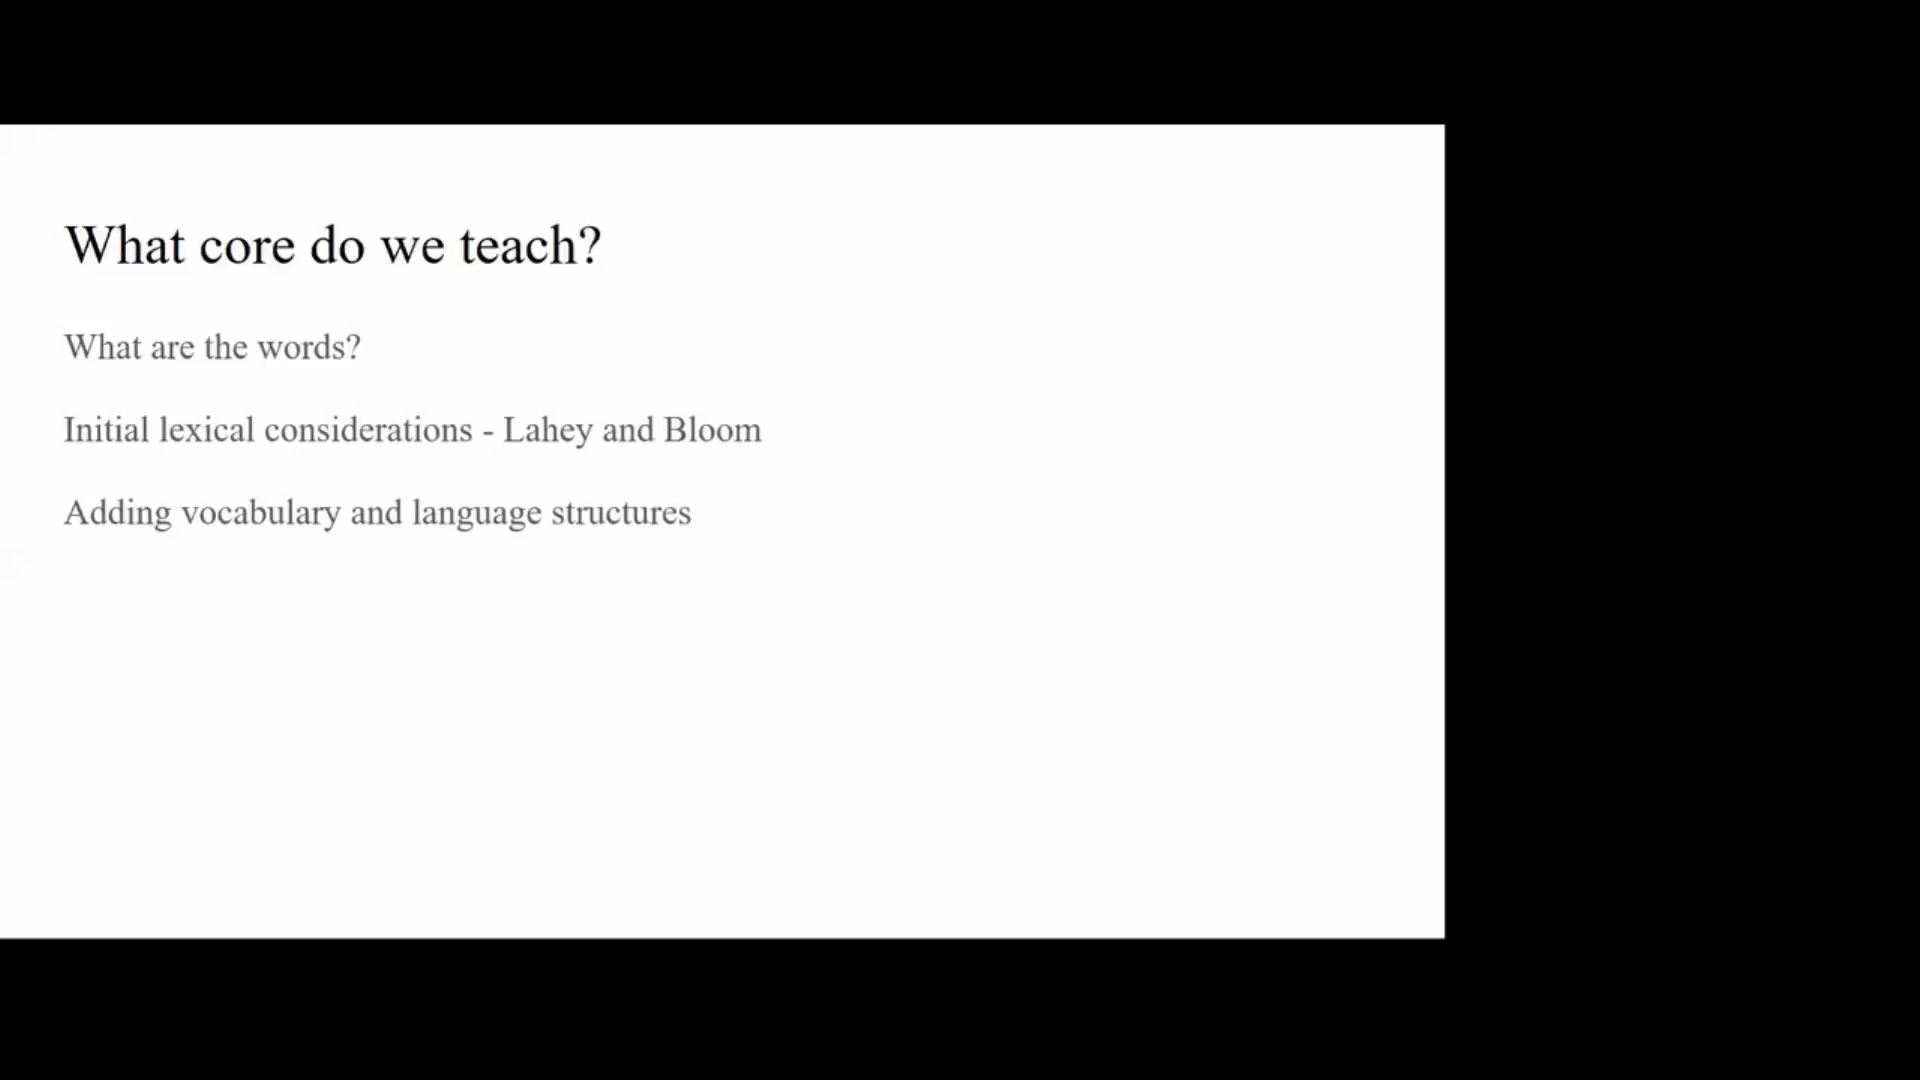 What core do we teach?
What are the words?
Initial lexical considerations - Lahey and Bloom
Adding vocabulary and language structures